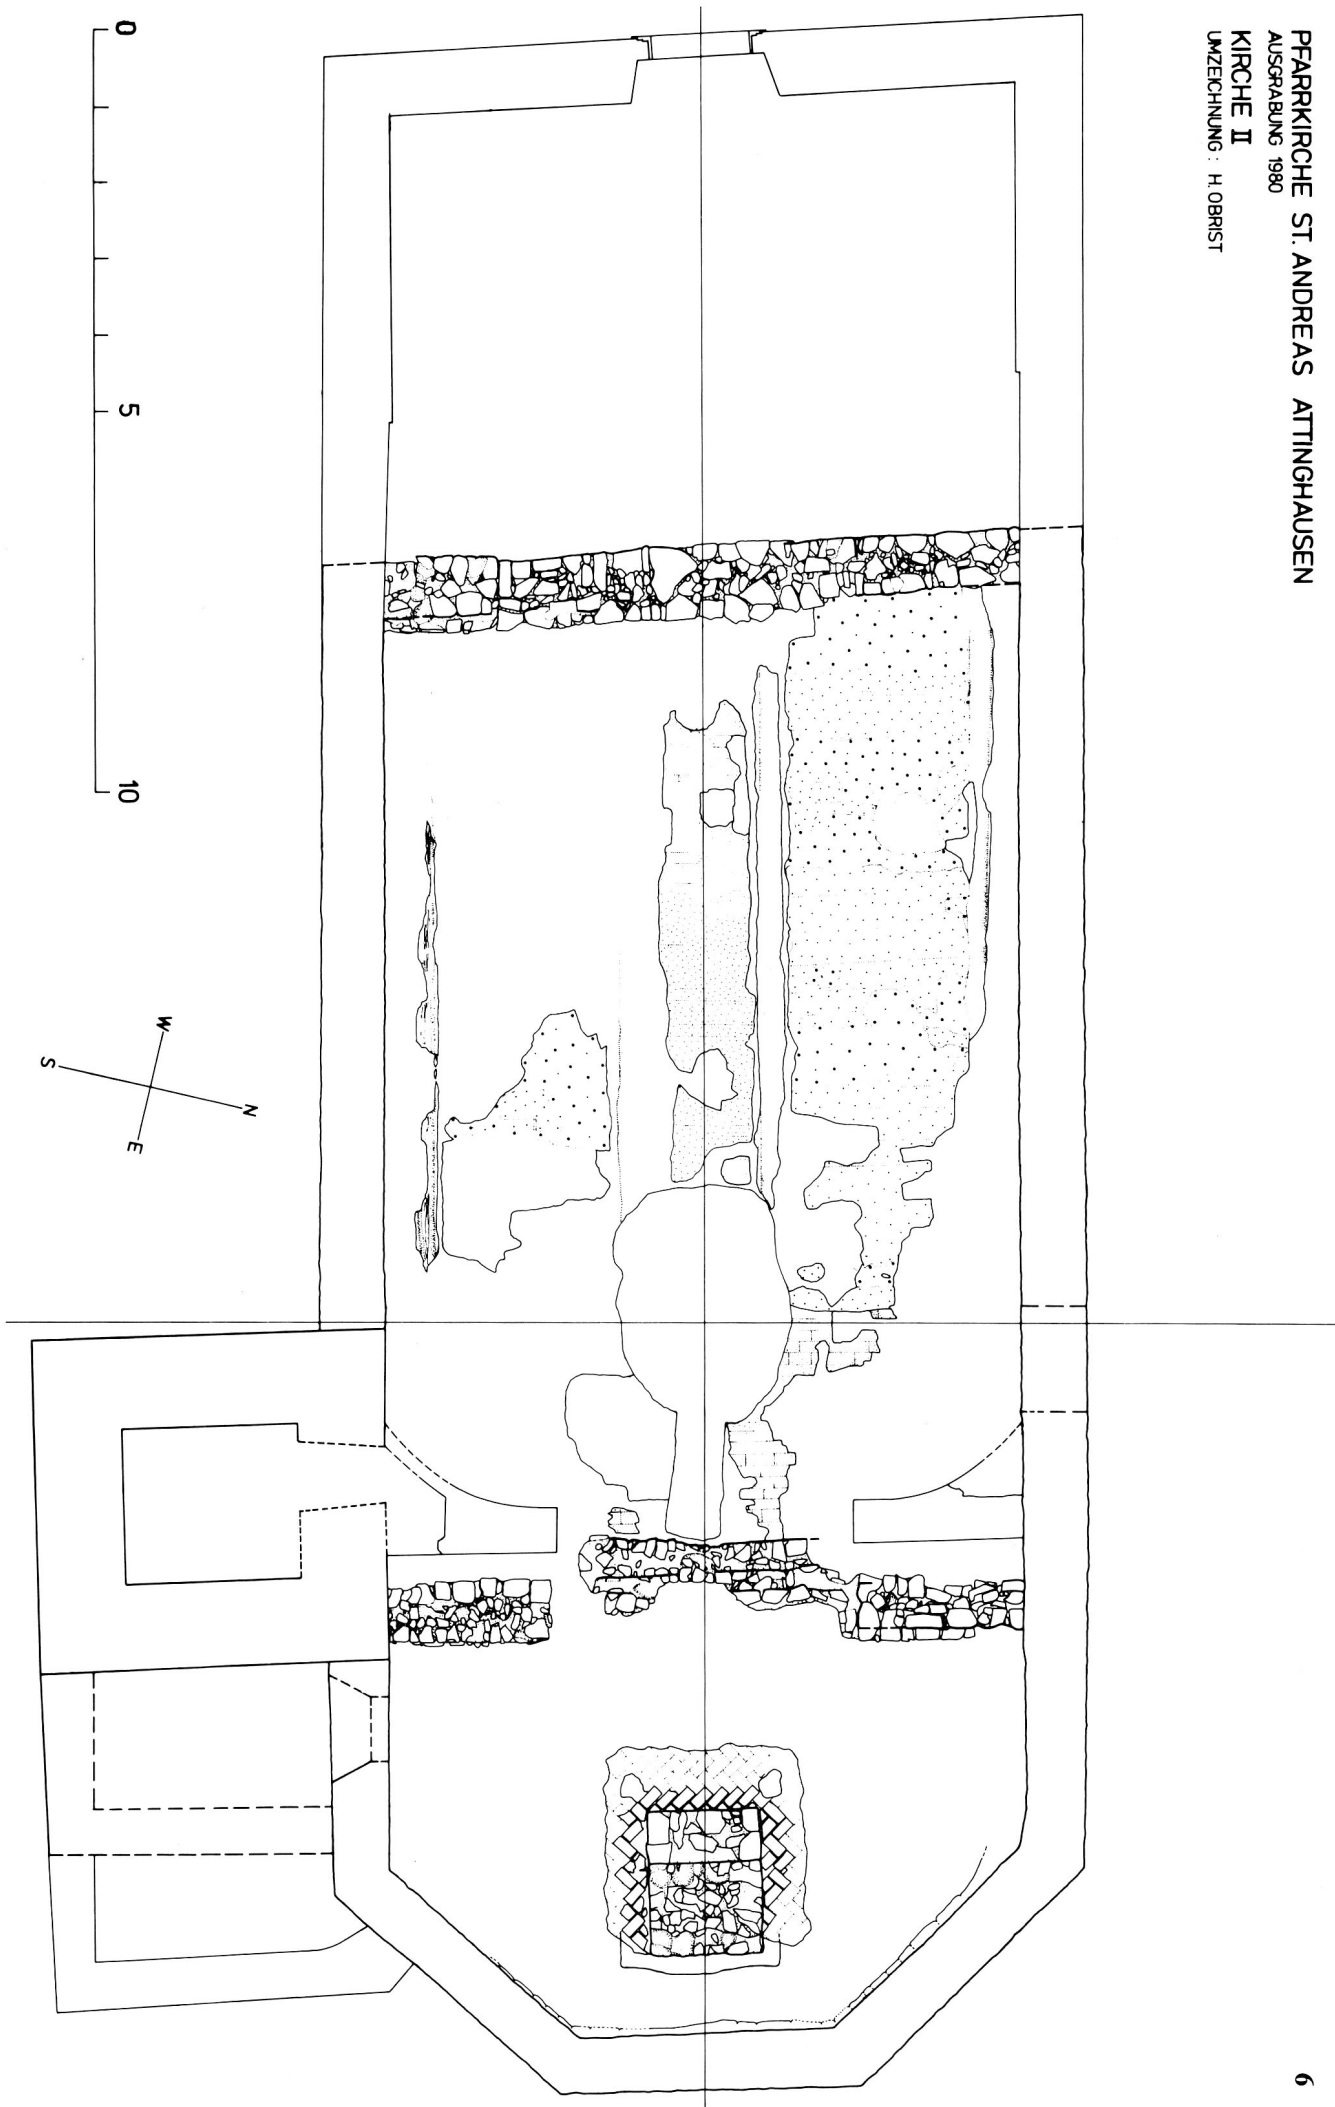 PFARRKIRCHE ST. ANDREAS ATTINGHAUSEN
AUSGRABUNG 1980
KIRCHE II
UMZEICHNUNG : H. OBRIST
0
5
10
W
S
N
E
6